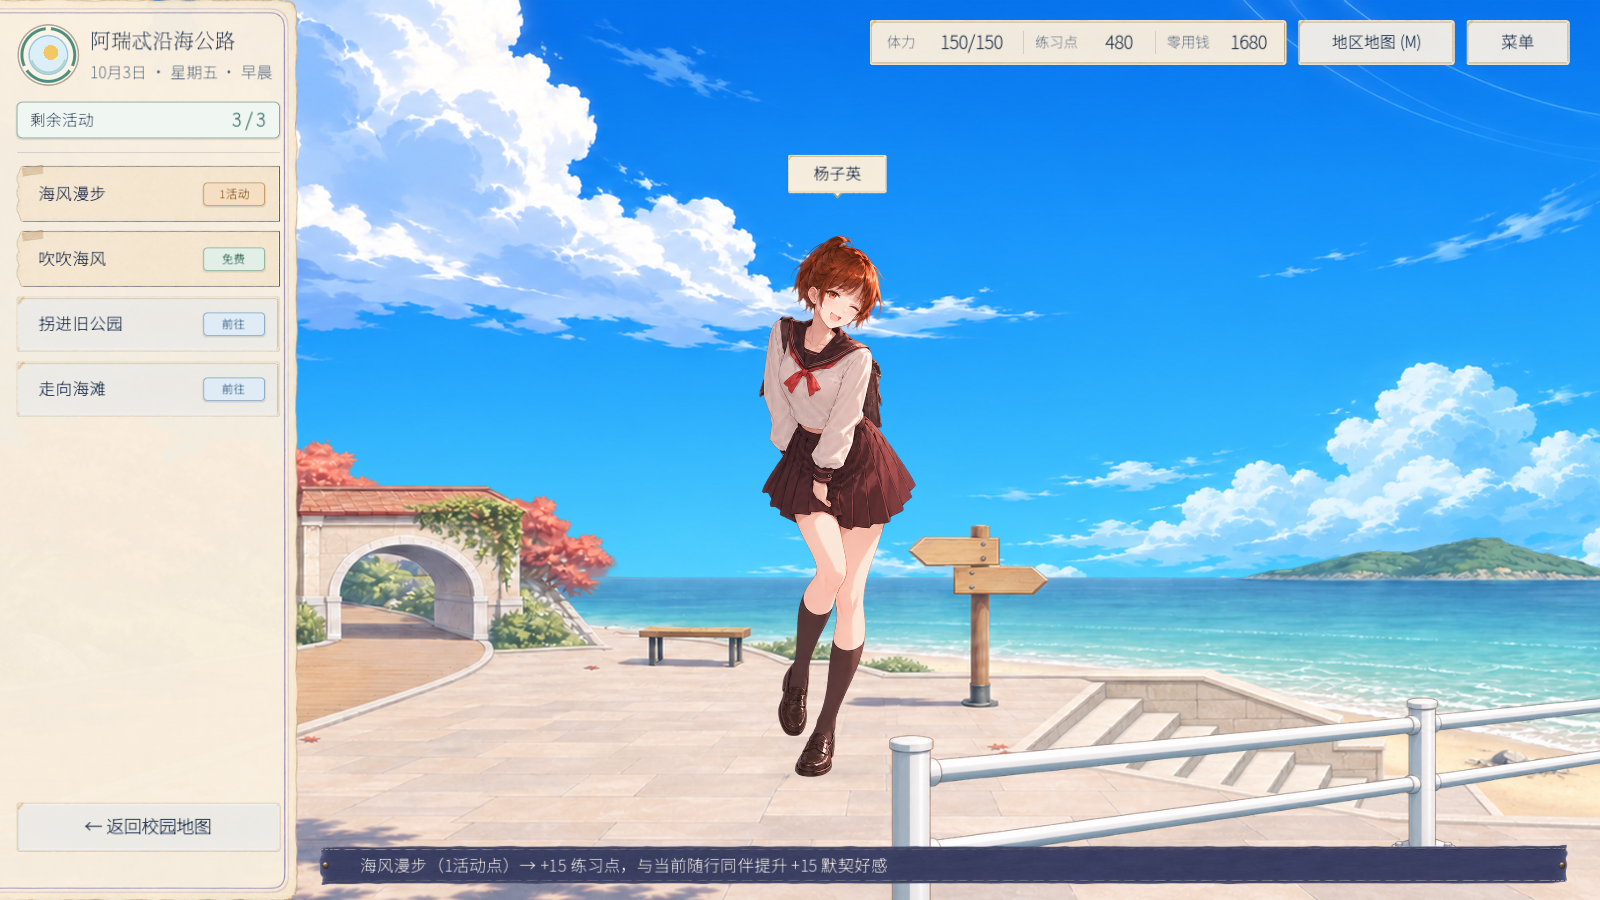 阿瑞忒沿海公路
10月3日 · 星期五 · 早晨
剩余活动 3 / 3
海风漫步 1活动
吹吹海风 免费
拐进旧公园 前往
走向海滩 前往
← 返回校园地图
体力 150/150 练习点 480 零用钱 1680
地区地图 (M)
菜单
杨子英
海风漫步（1活动点）→ +15 练习点，与当前随行同伴提升 +15 默契好感